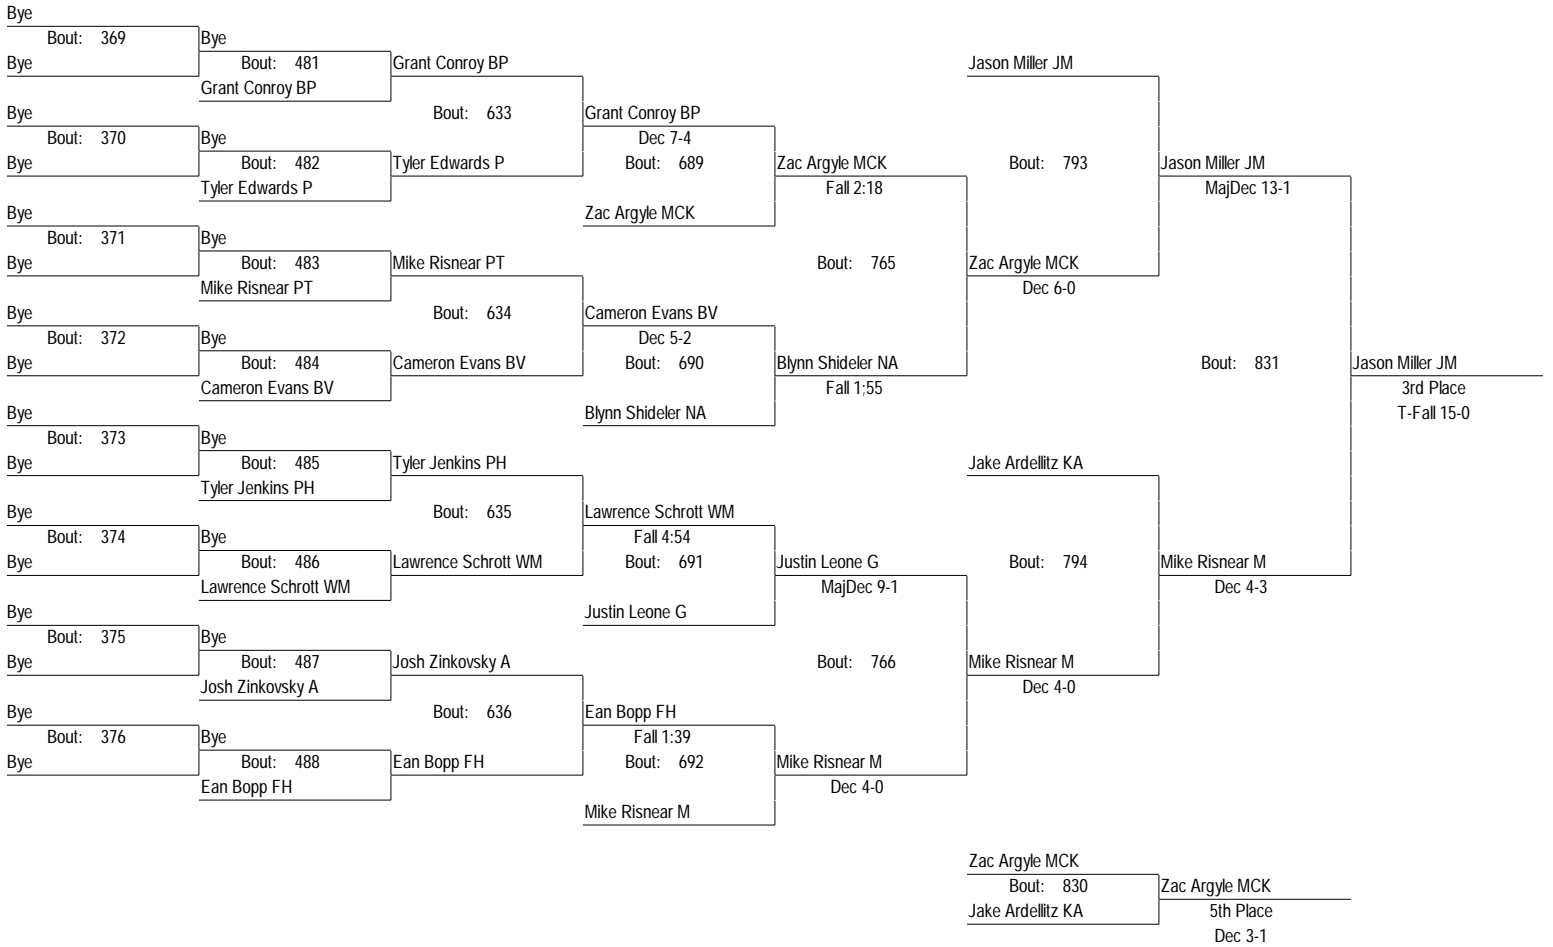 Bye
Bout: 369 Bye
Bye Bout: 481 Grant Conroy BP Jason Miller JM
Grant Conroy BP
Bye Bout: 633 Grant Conroy BP
Bout: 370 Bye Dec 7-4
Bye Bout: 482 Tyler Edwards P Bout: 689 Zac Argyle MCK Bout: 793 Jason Miller JM
Tyler Edwards P Fall 2:18 MajDec 13-1
Bye Zac Argyle MCK
Bout: 371 Bye
Bye Bout: 483 Mike Risnear PT Bout: 765 Zac Argyle MCK
Mike Risnear PT Dec 6-0
Bye Bout: 634 Cameron Evans BV
Bout: 372 Bye Dec 5-2
Bye Bout: 484 Cameron Evans BV Bout: 690 Blynn Shideler NA Bout: 831 Jason Miller JM
Cameron Evans BV Fall 1;55 3rd Place
Bye Blynn Shideler NA T-Fall 15-0
Bout: 373 Bye
Bye Bout: 485 Tyler Jenkins PH Jake Ardellitz KA
Tyler Jenkins PH
Bye Bout: 635 Lawrence Schrott WM
Bout: 374 Bye Fall 4:54
Bye Bout: 486 Lawrence Schrott WM Bout: 691 Justin Leone G Bout: 794 Mike Risnear M
Lawrence Schrott WM MajDec 9-1 Dec 4-3
Bye Justin Leone G
Bout: 375 Bye
Bye Bout: 487 Josh Zinkovsky A Bout: 766 Mike Risnear M
Josh Zinkovsky A Dec 4-0
Bye Bout: 636 Ean Bopp FH
Bout: 376 Bye Fall 1:39
Bye Bout: 488 Ean Bopp FH Bout: 692 Mike Risnear M
Ean Bopp FH Dec 4-0
Mike Risnear M
Zac Argyle MCK
Bout: 830 Zac Argyle MCK
Jake Ardellitz KA 5th Place
Dec 3-1